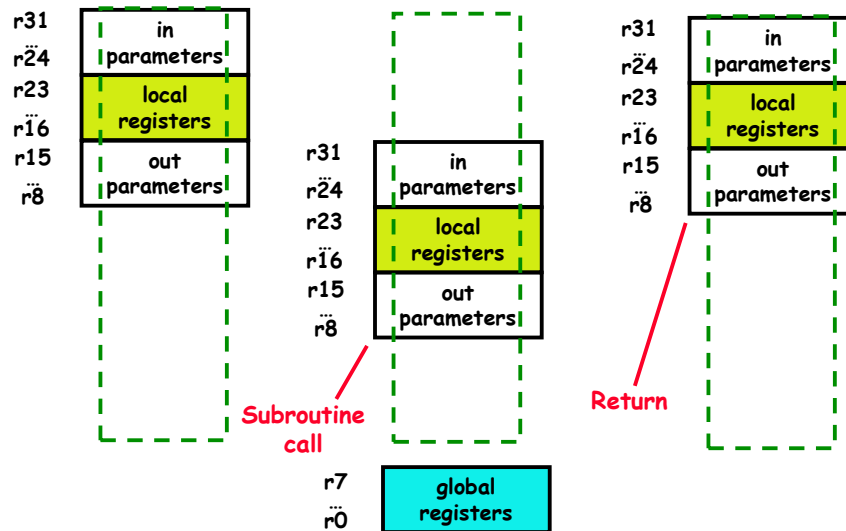 r31
...
r24
r23
...
r16
r15
...
r8
in
parameters
local
registers
out
parameters
r31
...
r24
r23
...
r16
r15
...
r8
in
parameters
local
registers
out
parameters
Subroutine
call
r31
...
r24
r23
...
r16
r15
...
r8
in
parameters
local
registers
out
parameters
Return
r7
...
r0
global
registers